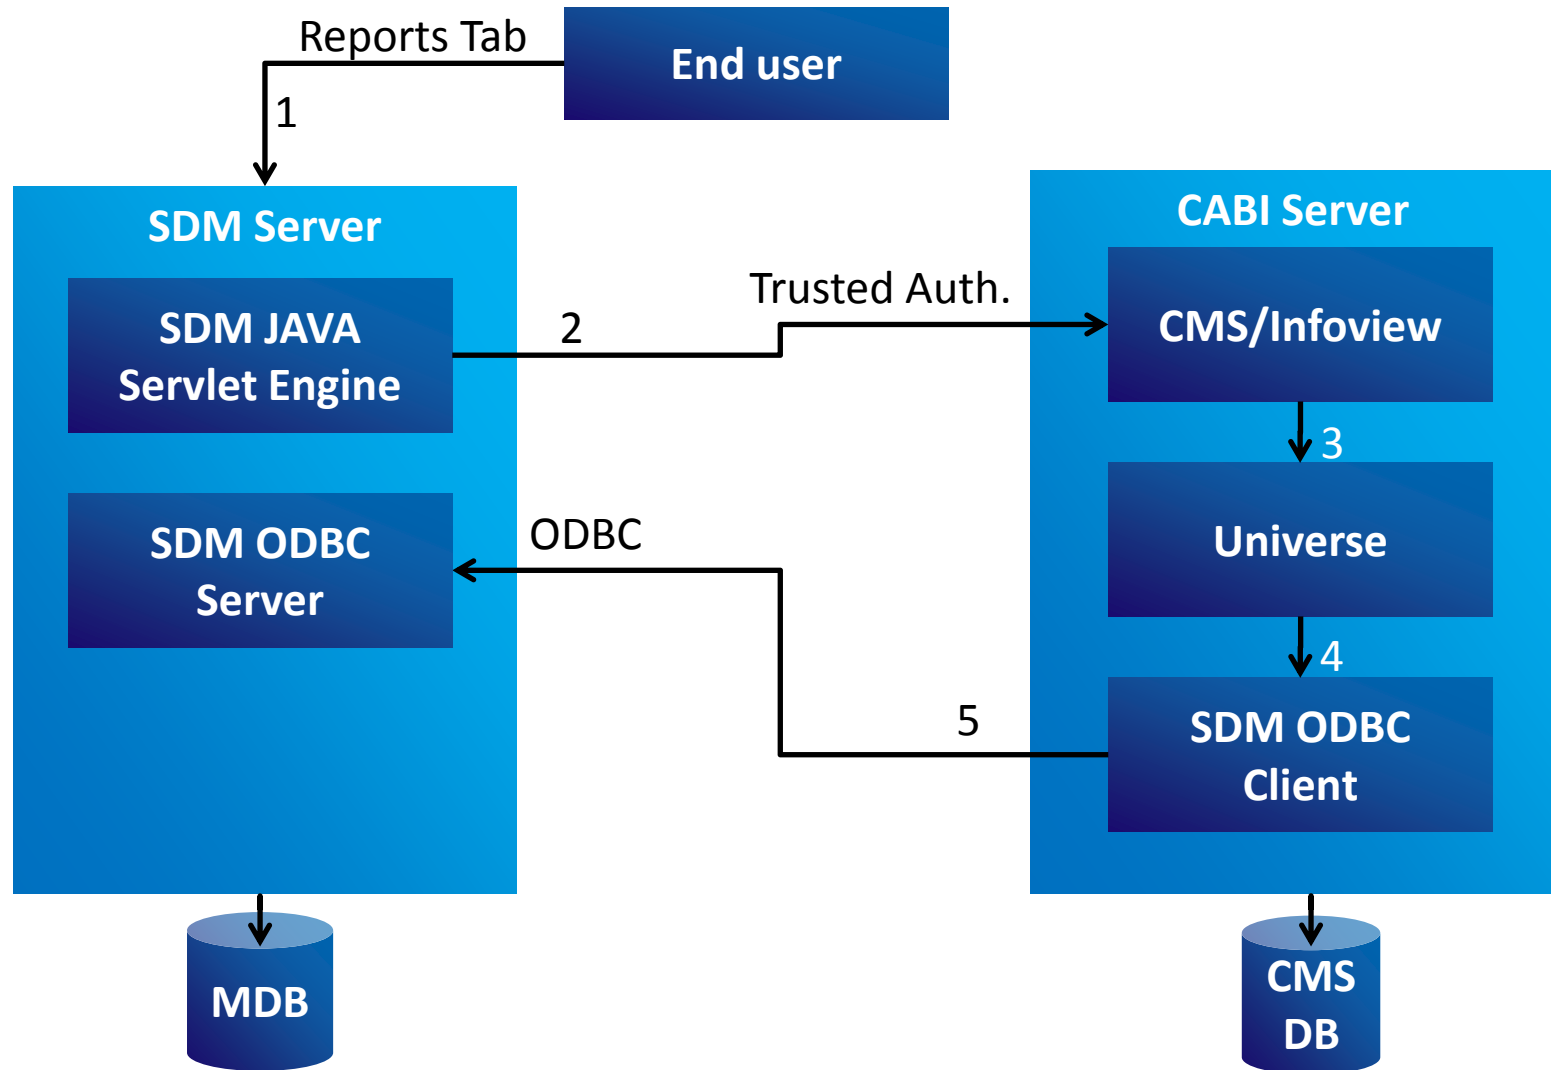 Reports Tab
End user
1
SDM Server
CABI Server
SDM JAVA
Servlet Engine
2
Trusted Auth.
CMS/Infoview
3
SDM ODBC
Server
ODBC
Universe
4
5
SDM ODBC
Client
MDB
CMS
DB